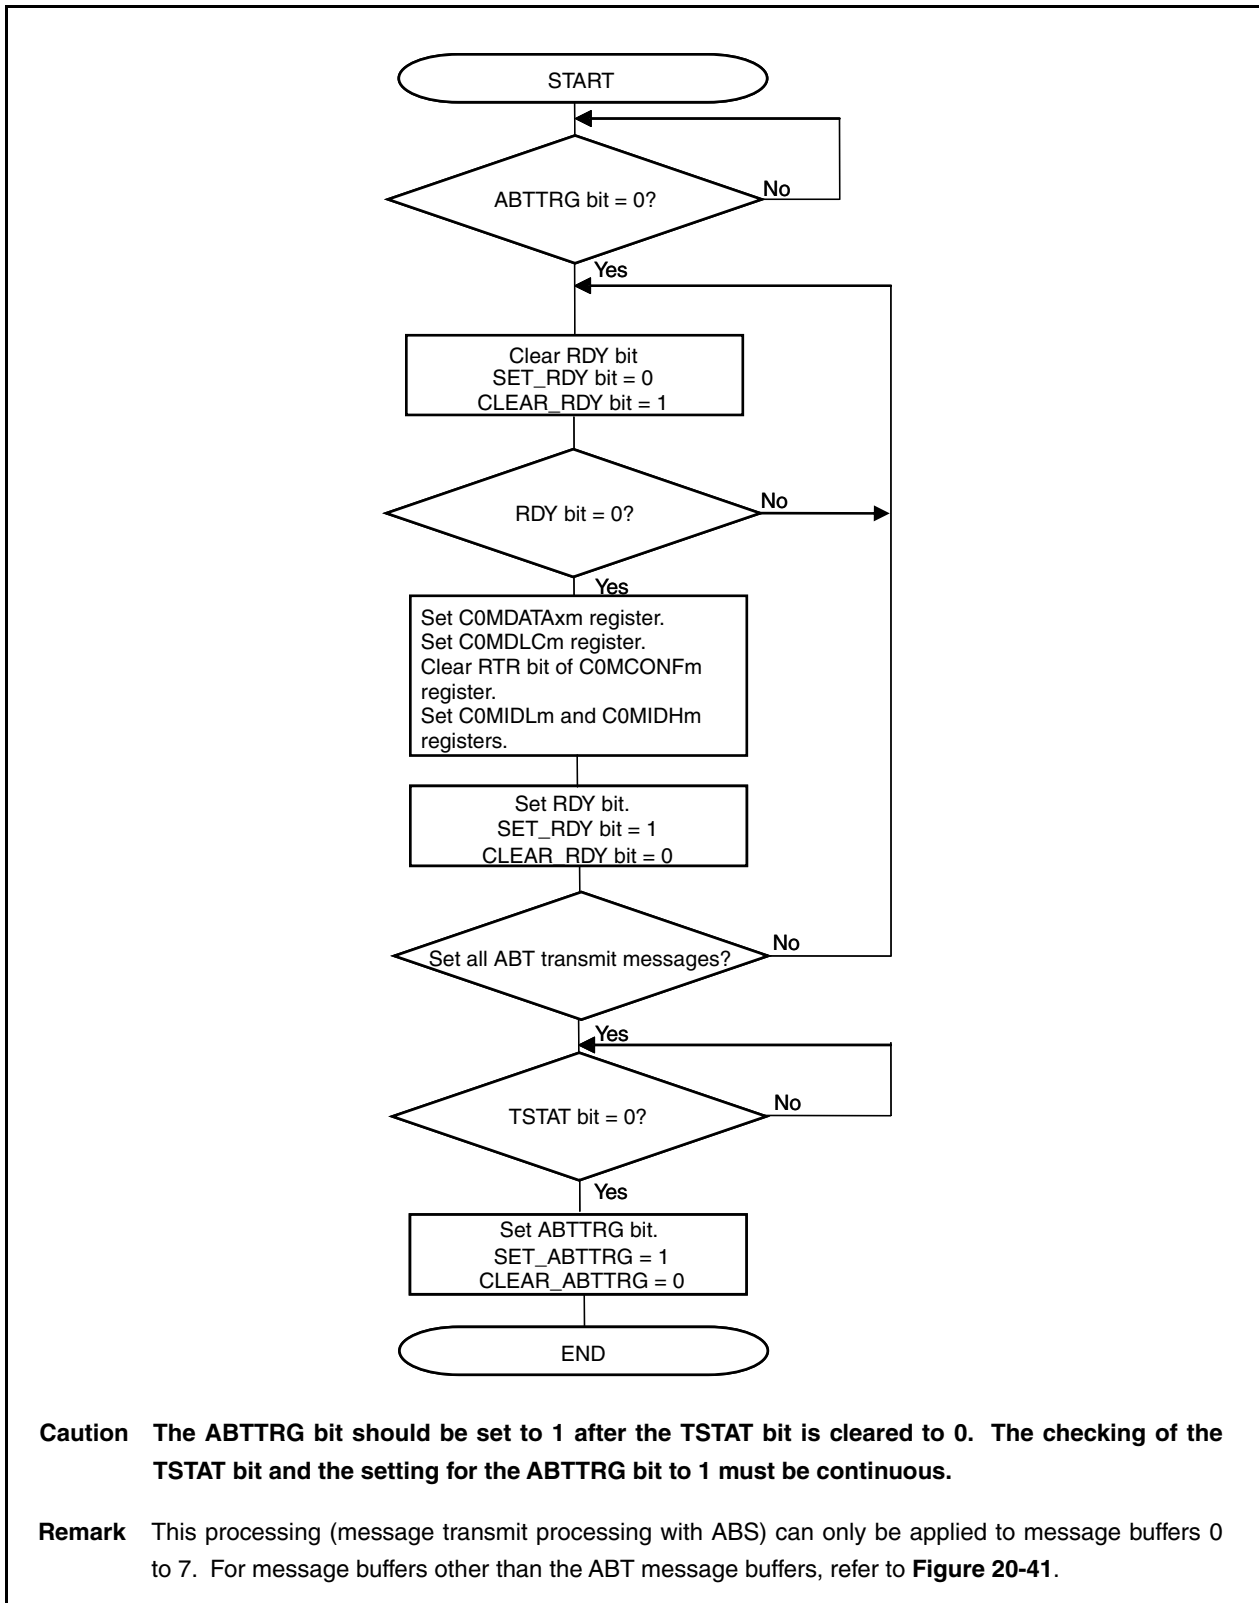 START
ABTTRG bit = 0?
No
Yes
Clear RDY bit
SET_RDY bit = 0
CLEAR_RDY bit = 1
RDY bit = 0?
No
Yes
Set C0MDATAxm register.
Set C0MDLCm register.
Clear RTR bit of C0MCONFm
register.
Set C0MIDLm and C0MIDHm
registers.
Set RDY bit.
SET_RDY bit = 1
CLEAR_RDY bit = 0
Set all ABT transmit messages?
No
Yes
TSTAT bit = 0?
No
Yes
Set ABTTRG bit.
SET_ABTTRG = 1
CLEAR_ABTTRG = 0
END
Caution The ABTTRG bit should be set to 1 after the TSTAT bit is cleared to 0. The checking of the
TSTAT bit and the setting for the ABTTRG bit to 1 must be continuous.
Remark This processing (message transmit processing with ABS) can only be applied to message buffers 0
to 7. For message buffers other than the ABT message buffers, refer to Figure 20-41.